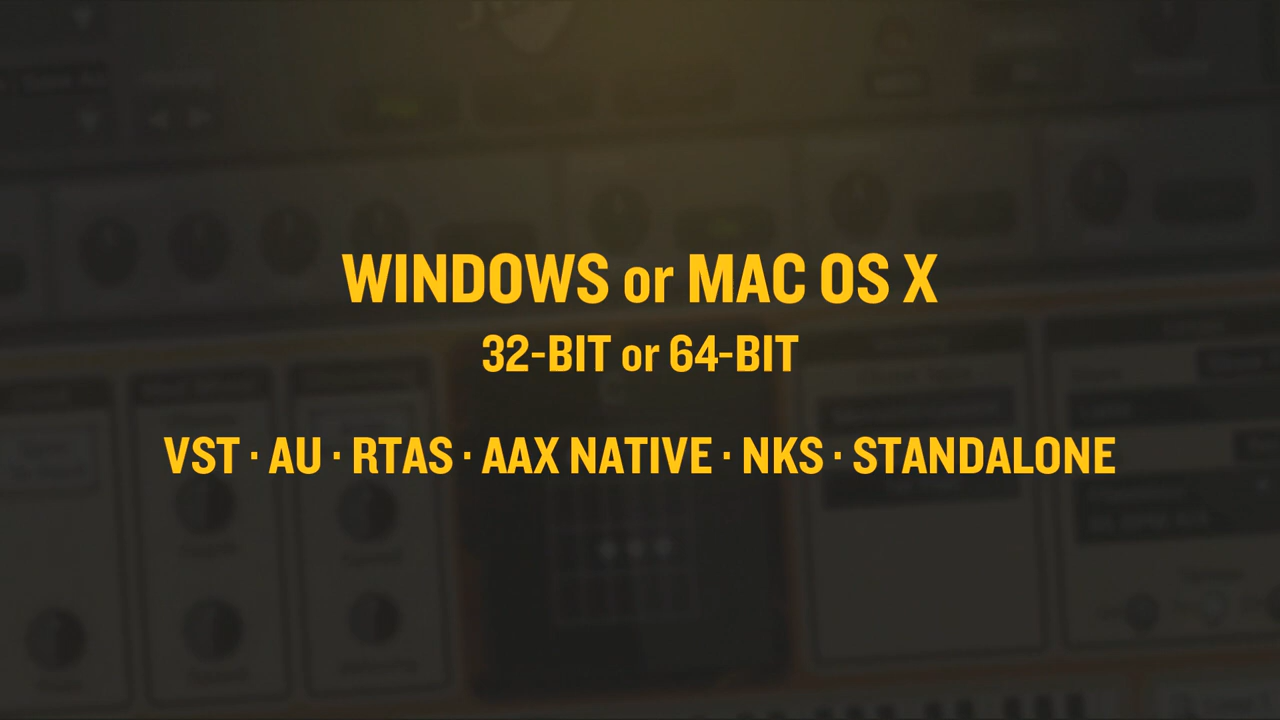 WINDOWS or MAC OS X
32-BIT or 64-BIT
VST · AU · RTAS · AAX NATIVE · NKS · STANDALONE